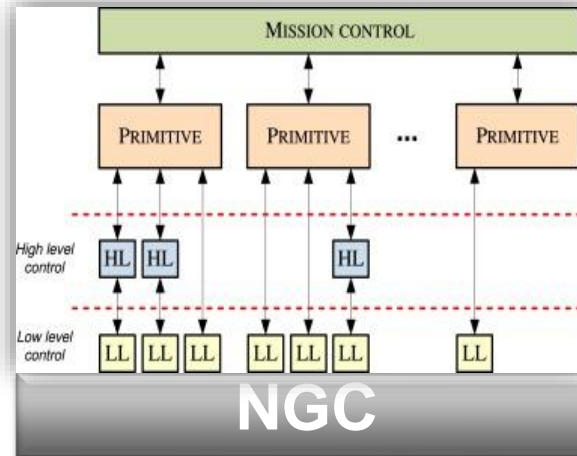 MISSION CONTROL
PRIMITIVE PRIMITIVE ... PRIMITIVE
High level
control
HL HL HL
Low level
control
LL LL LL LL LL LL LL
NGC